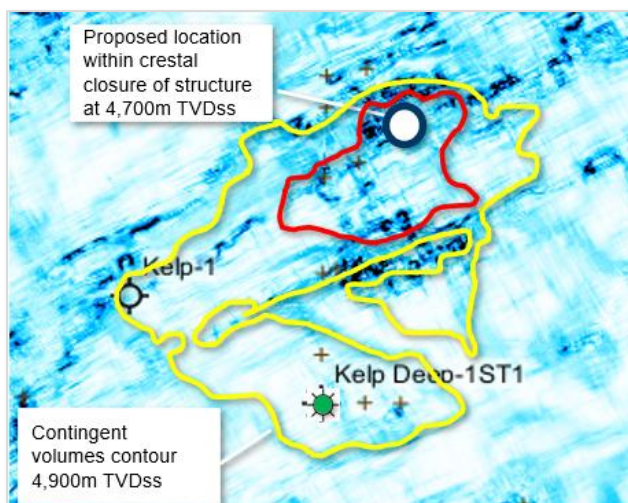 Proposed location
within crestal
closure of structure
at 4,700m TVDss
Kelp-1
Kelp Deep-1ST1
Contingent
volumes contour
4,900m TVDss